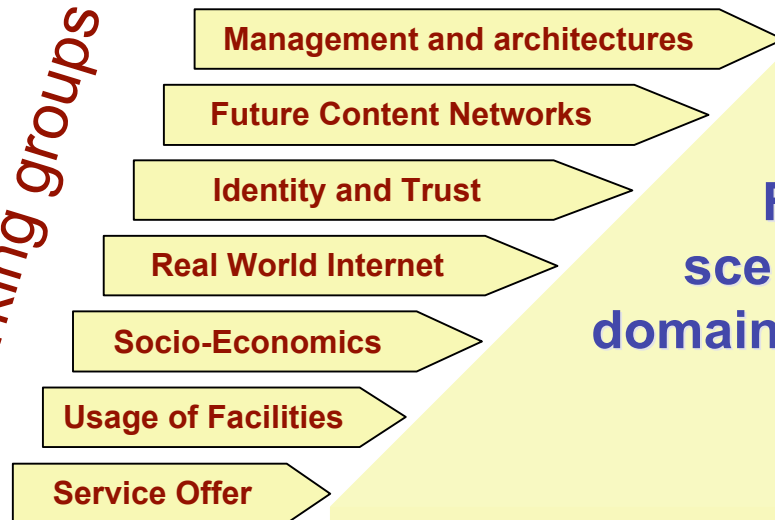 groups
Management and architectures
Future Content Networks
Identity and Trust
Real World Internet
Socio-Economics
Usage of Facilities
Service Offer